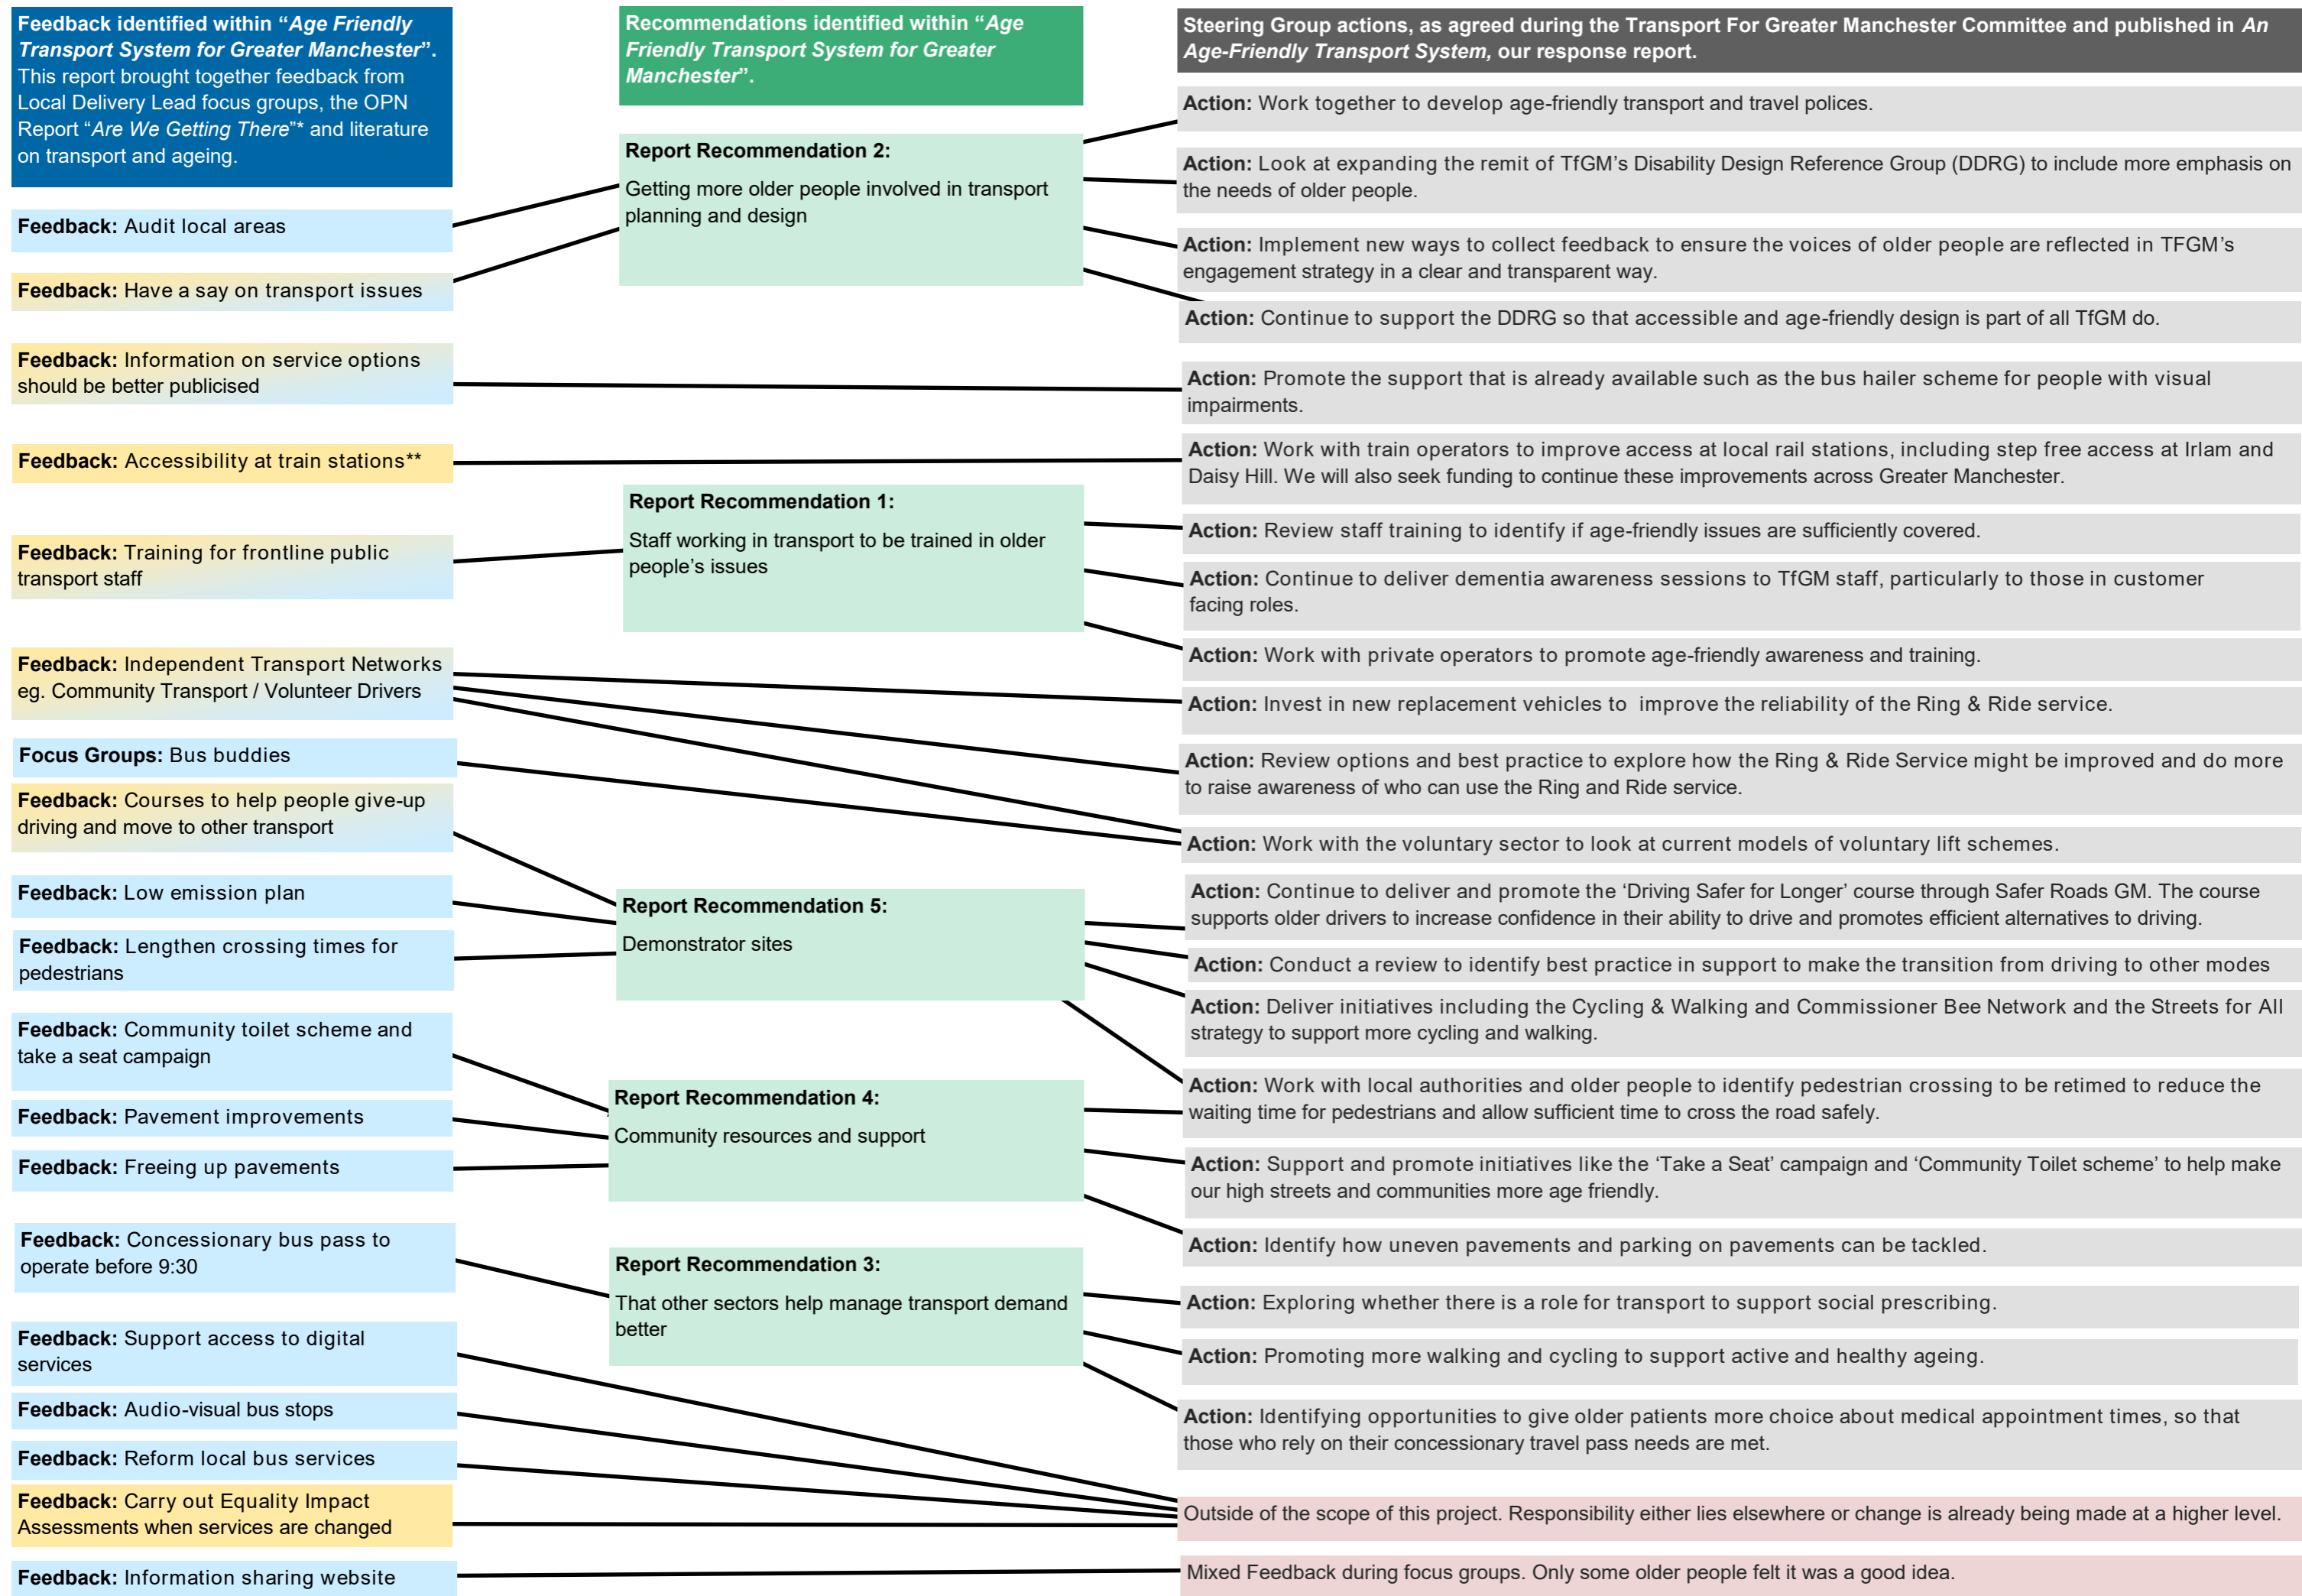 Feedback identified within “Age Friendly
Transport System for Greater Manchester”.
This report brought together feedback from
Local Delivery Lead focus groups, the OPN
Report “Are We Getting There”* and literature
on transport and ageing.
Feedback: Audit local areas
Feedback: Have a say on transport issues
Feedback: Information on service options
should be better publicised
Feedback: Accessibility at train stations**
Feedback: Training for frontline public
transport staff
Feedback: Independent Transport Networks
eg. Community Transport / Volunteer Drivers
Focus Groups: Bus buddies
Feedback: Courses to help people give-up
driving and move to other transport
Feedback: Low emission plan
Feedback: Lengthen crossing times for
pedestrians
Feedback: Community toilet scheme and
take a seat campaign
Feedback: Pavement improvements
Feedback: Freeing up pavements
Feedback: Concessionary bus pass to
operate before 9:30
Feedback: Support access to digital
services
Feedback: Audio-visual bus stops
Feedback: Reform local bus services
Feedback: Carry out Equality Impact
Assessments when services are changed
Feedback: Information sharing website
Recommendations identified within “Age
Friendly Transport System for Greater
Manchester”.
Report Recommendation 2:
Getting more older people involved in transport
planning and design
Report Recommendation 1:
Staff working in transport to be trained in older
people’s issues
Report Recommendation 5:
Demonstrator sites
Report Recommendation 4:
Community resources and support
Report Recommendation 3:
That other sectors help manage transport demand
better
Steering Group actions, as agreed during the Transport For Greater Manchester Committee and published in An
Age-Friendly Transport System, our response report.
Action: Work together to develop age-friendly transport and travel polices.
Action: Look at expanding the remit of TfGM’s Disability Design Reference Group (DDRG) to include more emphasis on
the needs of older people.
Action: Implement new ways to collect feedback to ensure the voices of older people are reflected in TFGM’s
engagement strategy in a clear and transparent way.
Action: Continue to support the DDRG so that accessible and age-friendly design is part of all TfGM do.
Action: Promote the support that is already available such as the bus hailer scheme for people with visual
impairments.
Action: Work with train operators to improve access at local rail stations, including step free access at Irlam and
Daisy Hill. We will also seek funding to continue these improvements across Greater Manchester.
Action: Review staff training to identify if age-friendly issues are sufficiently covered.
Action: Continue to deliver dementia awareness sessions to TfGM staff, particularly to those in customer
facing roles.
Action: Work with private operators to promote age-friendly awareness and training.
Action: Invest in new replacement vehicles to improve the reliability of the Ring & Ride service.
Action: Review options and best practice to explore how the Ring & Ride Service might be improved and do more
to raise awareness of who can use the Ring and Ride service.
Action: Work with the voluntary sector to look at current models of voluntary lift schemes.
Action: Continue to deliver and promote the ‘Driving Safer for Longer’ course through Safer Roads GM. The course
supports older drivers to increase confidence in their ability to drive and promotes efficient alternatives to driving.
Action: Conduct a review to identify best practice in support to make the transition from driving to other modes
Action: Deliver initiatives including the Cycling & Walking and Commissioner Bee Network and the Streets for All
strategy to support more cycling and walking.
Action: Work with local authorities and older people to identify pedestrian crossing to be retimed to reduce the
waiting time for pedestrians and allow sufficient time to cross the road safely.
Action: Support and promote initiatives like the ‘Take a Seat’ campaign and ‘Community Toilet scheme’ to help make
our high streets and communities more age friendly.
Action: Identify how uneven pavements and parking on pavements can be tackled.
Action: Exploring whether there is a role for transport to support social prescribing.
Action: Promoting more walking and cycling to support active and healthy ageing.
Action: Identifying opportunities to give older patients more choice about medical appointment times, so that
those who rely on their concessionary travel pass needs are met.
Outside of the scope of this project. Responsibility either lies elsewhere or change is already being made at a higher level.
Mixed Feedback during focus groups. Only some older people felt it was a good idea.